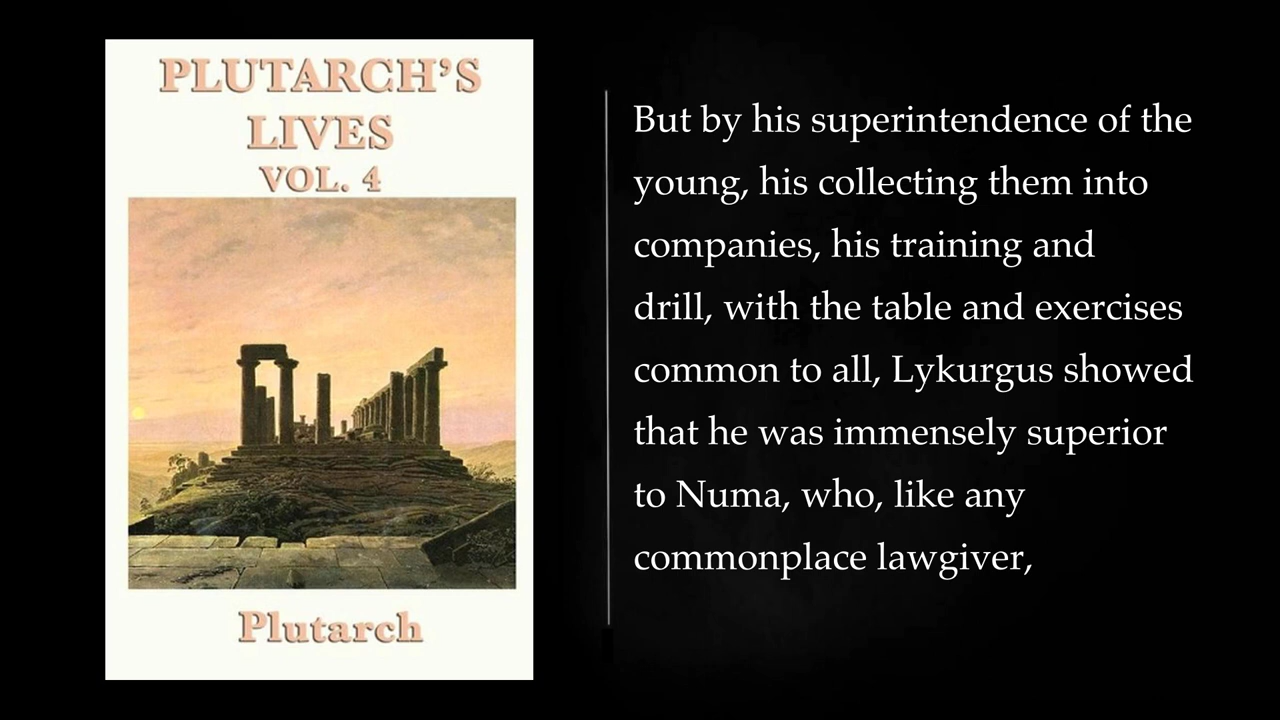 PLUTARCH'S
LIVES
VOL. 4
Plutarch
But by his superintendence of the
young, his collecting them into
companies, his training and
drill, with the table and exercises
common to all, Lykurgus showed
that he was immensely superior
to Numa, who, like any
commonplace lawgiver,